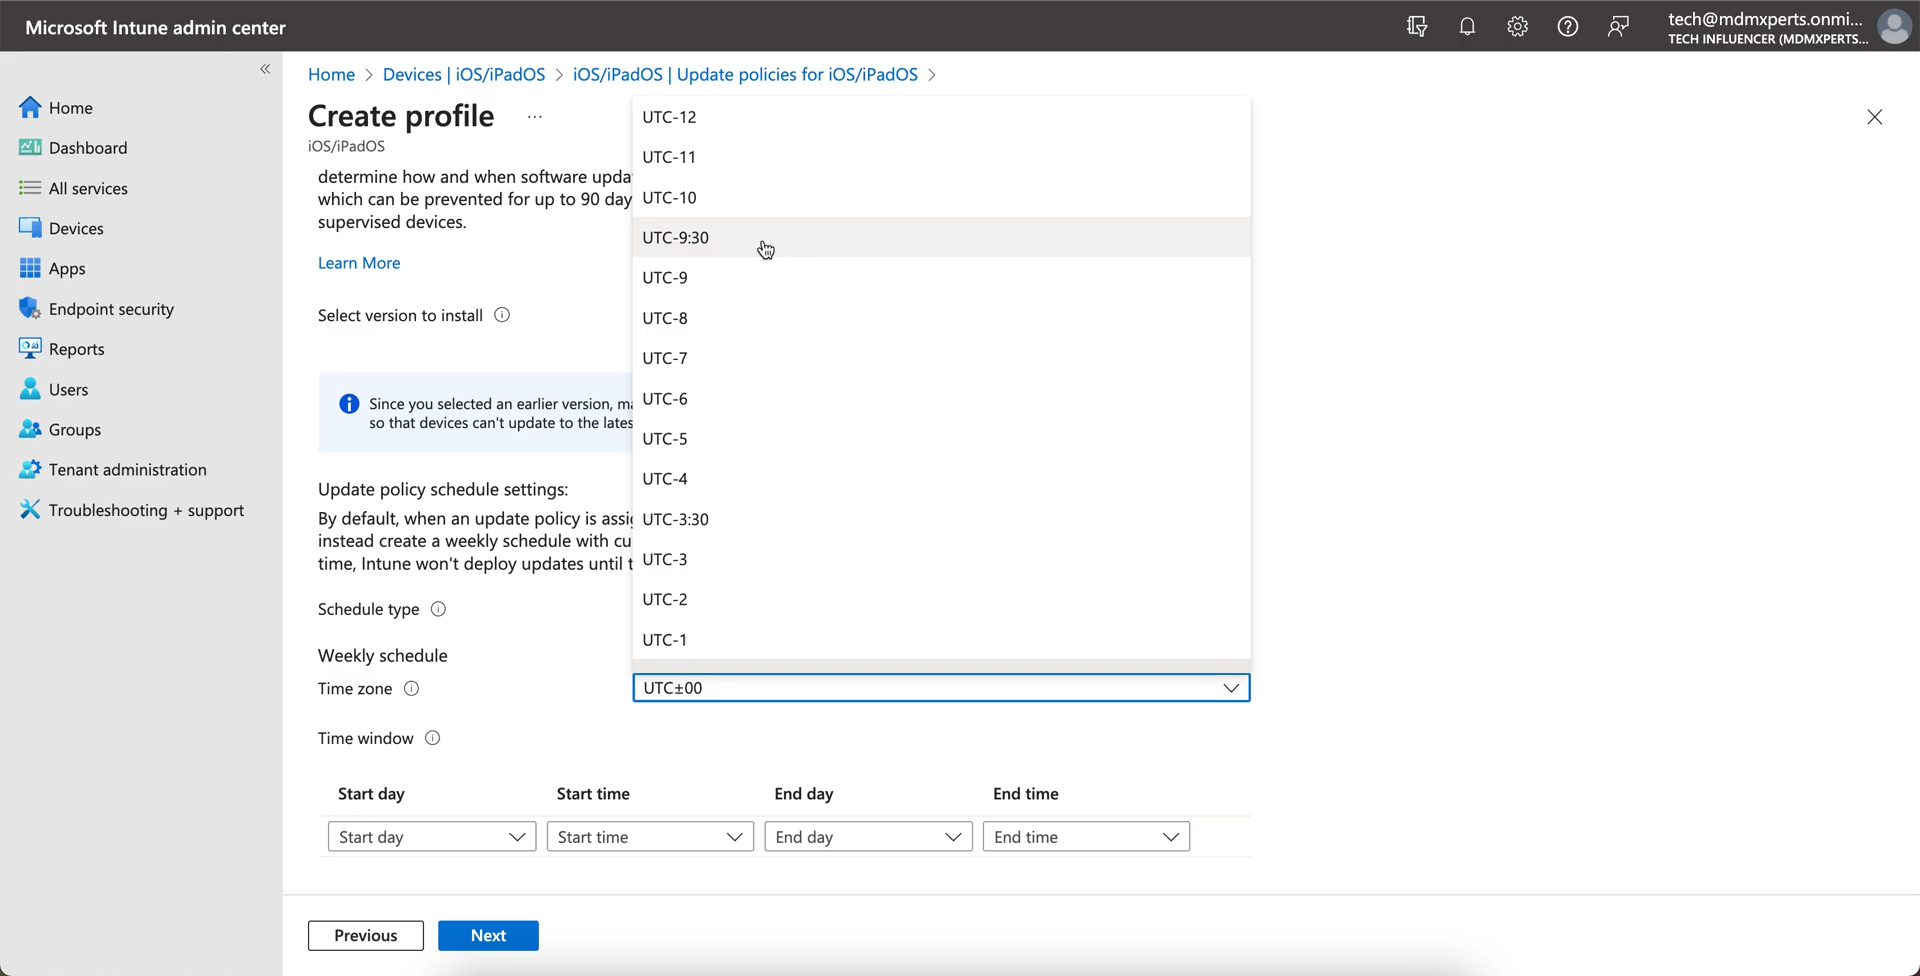 Microsoft Intune admin center
tech@mdmxperts.onmi...
TECH INFLUENCER (MDMXPERTS...
Home
Dashboard
All services
Devices
Apps
Endpoint security
Reports
Users
Groups
Tenant administration
Troubleshooting + support
Home > Devices | iOS/iPadOS > iOS/iPadOS | Update policies for iOS/iPadOS >
Create profile ...
iOS/iPadOS
determine how and when software upda
which can be prevented for up to 90 day
supervised devices.
Learn More
Select version to install
Since you selected an earlier version, ma
so that devices can't update to the lates
Update policy schedule settings:
By default, when an update policy is assig
instead create a weekly schedule with cu
time, Intune won't deploy updates until t
Schedule type
Weekly schedule
Time zone
UTC-12
UTC-11
UTC-10
UTC-9:30
UTC-9
UTC-8
UTC-7
UTC-6
UTC-5
UTC-4
UTC-3:30
UTC-3
UTC-2
UTC-1
UTC±00
Time window
Start day Start time End day End time
Start day Start time End day End time
Previous Next